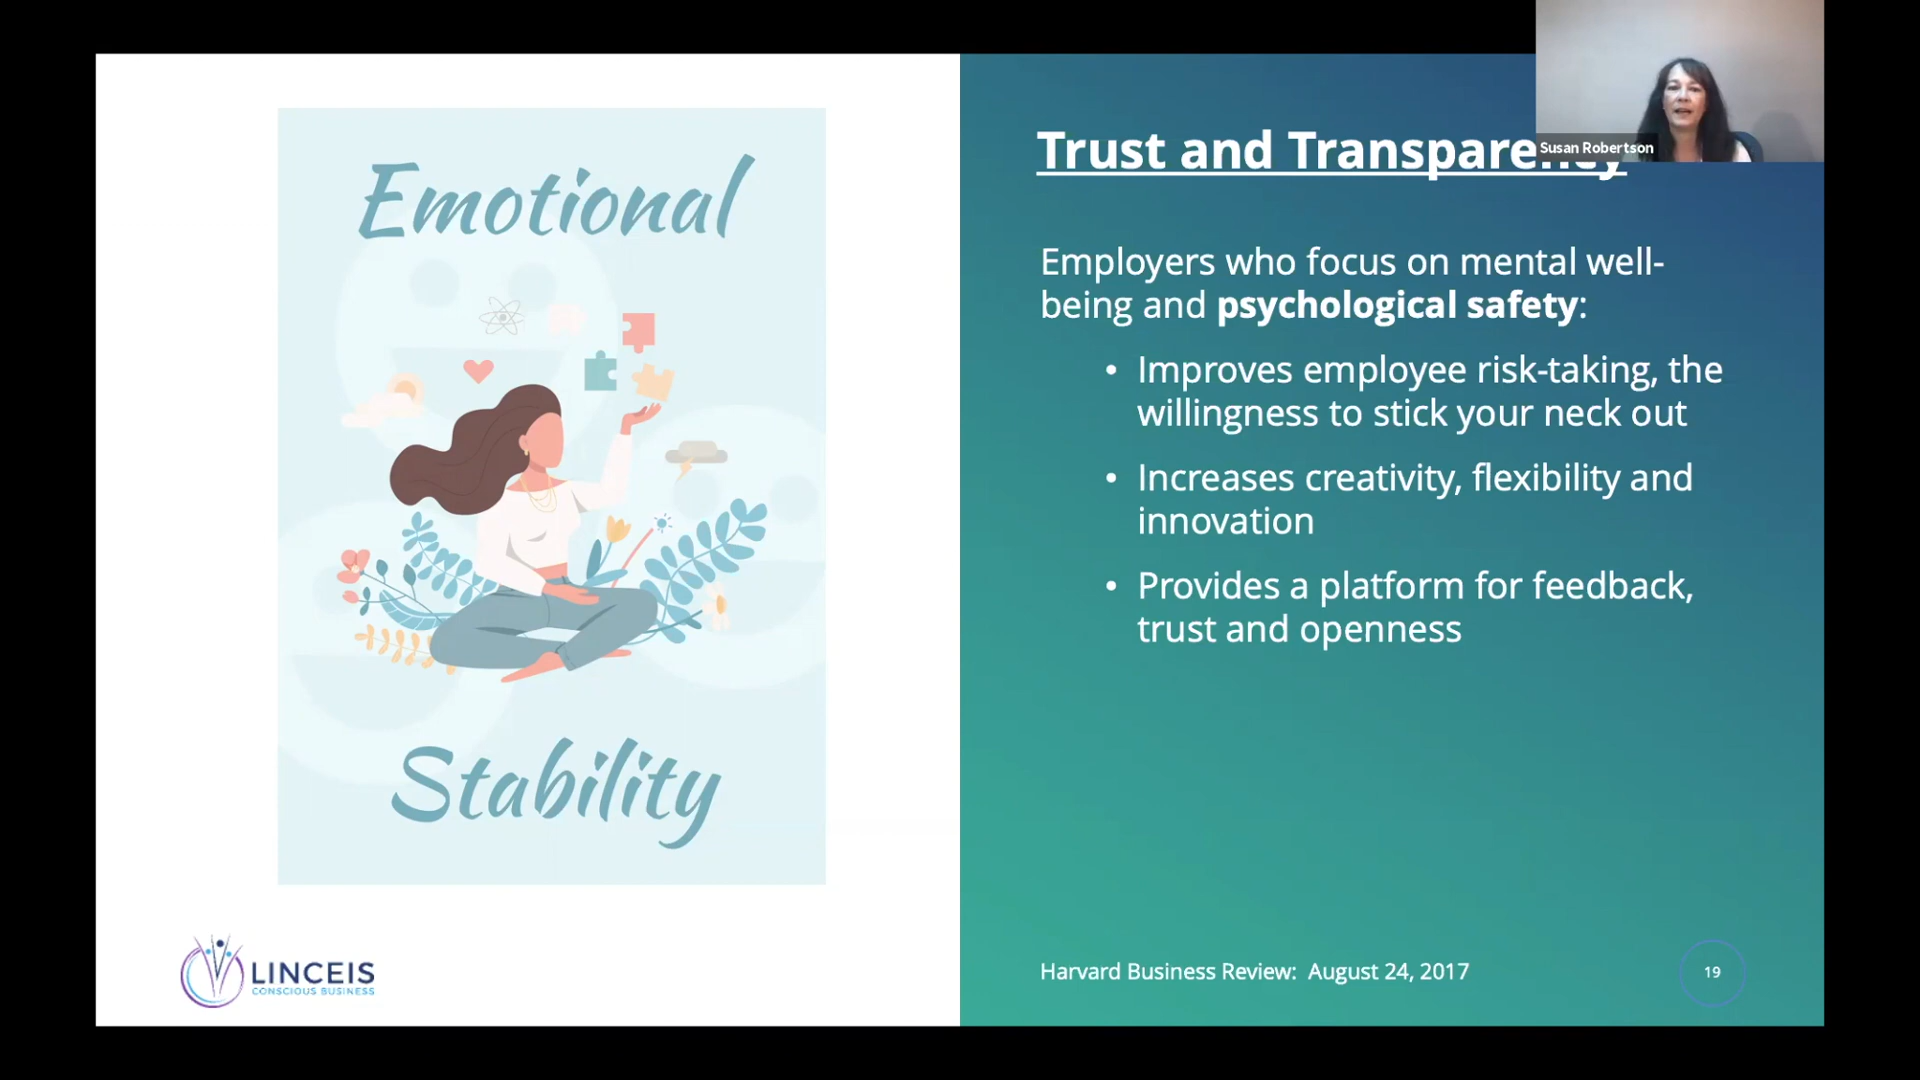 Emotional
Stability
LINCEIS
CONSCIOUS BUSINESS
Susan Robertson
Trust and Transparency
Employers who focus on mental well-
being and psychological safety:
• Improves employee risk-taking, the
willingness to stick your neck out
• Increases creativity, flexibility and
innovation
• Provides a platform for feedback,
trust and openness
Harvard Business Review: August 24, 2017
19